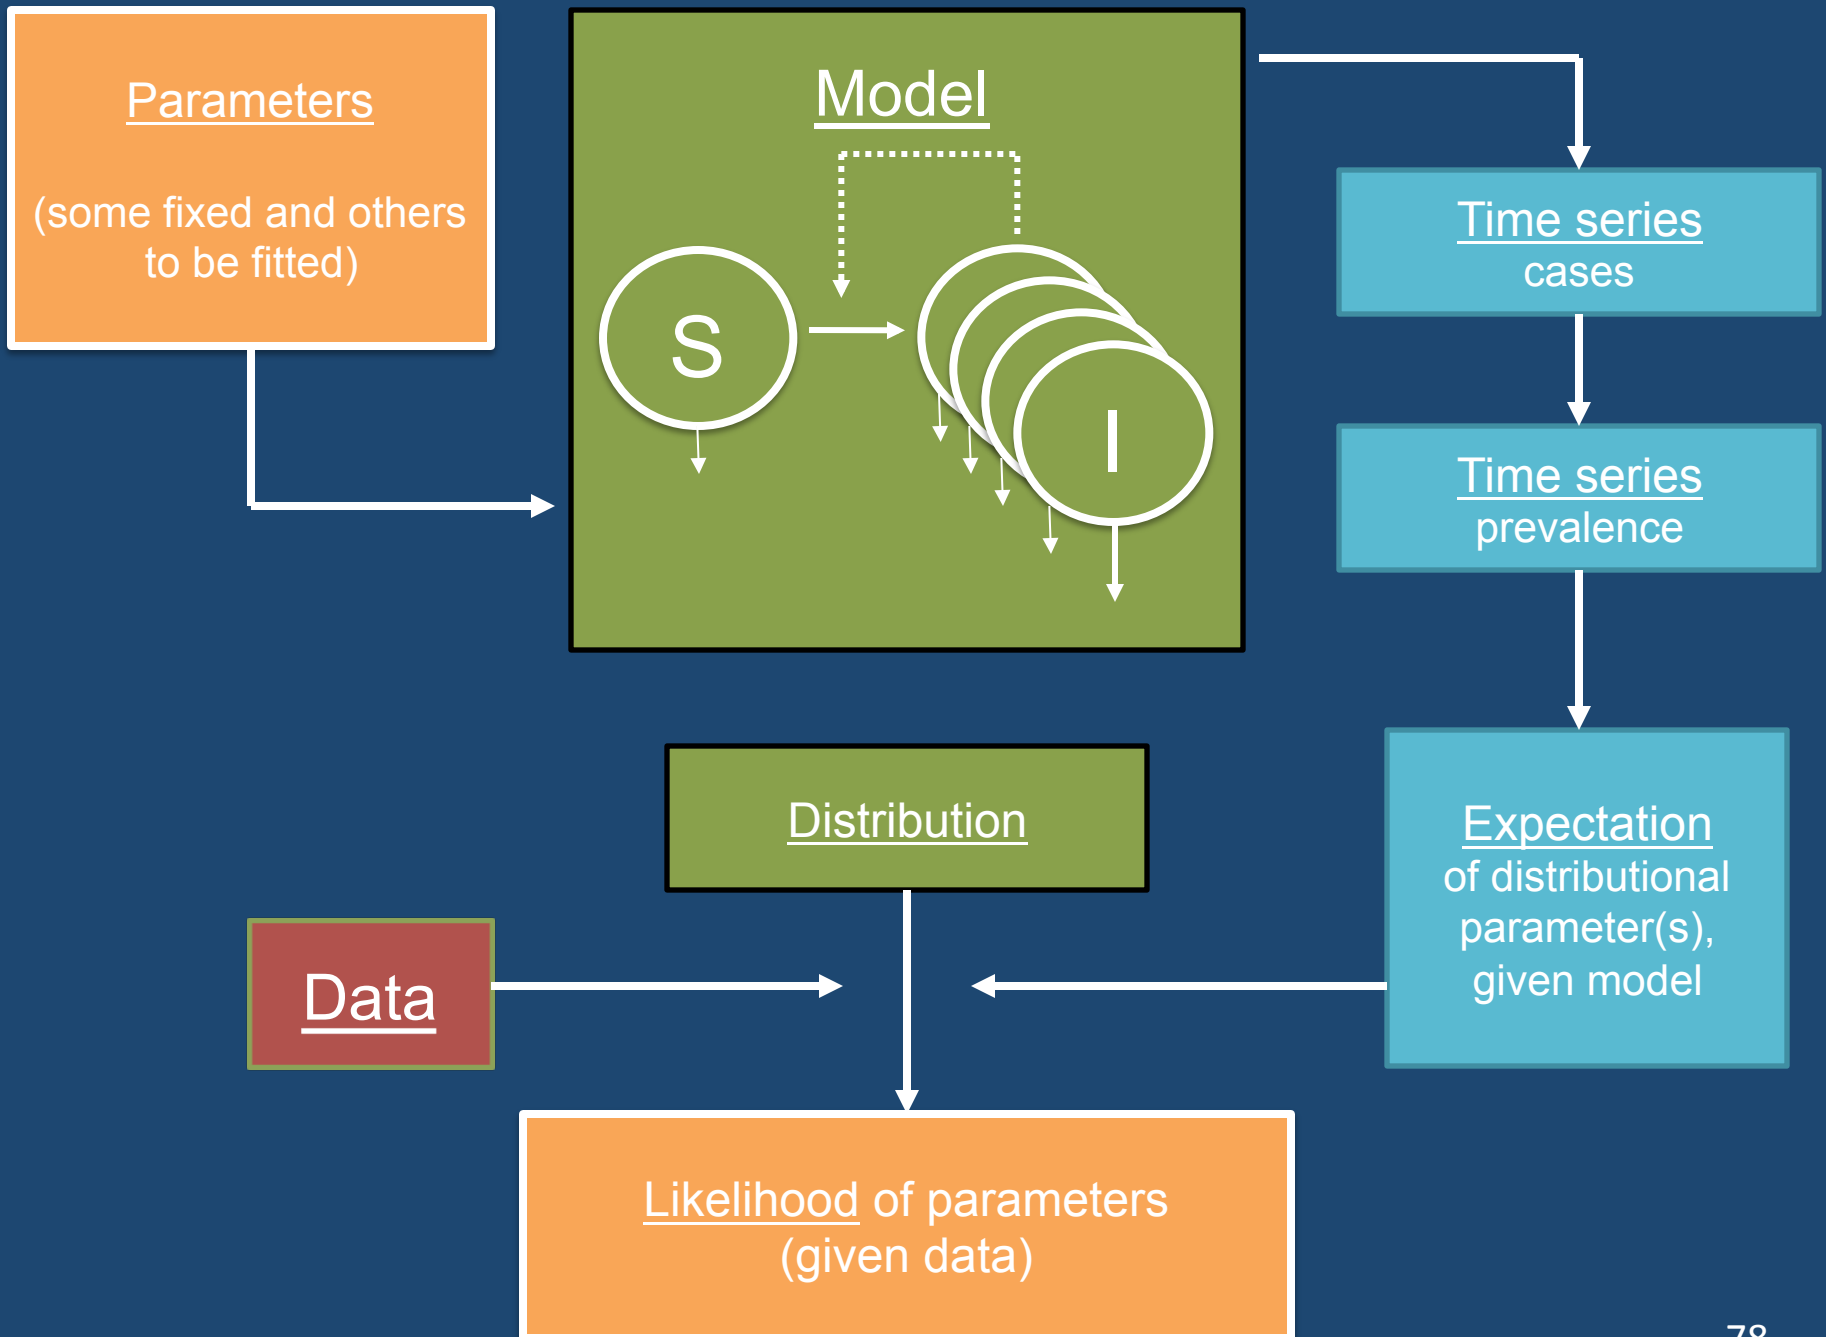 Parameters
(some fixed and others
to be fitted)
Model
S
I
Time series
cases
Time series
prevalence
Distribution
Expectation
of distributional
parameter(s),
given model
Data
Likelihood of parameters
(given data)
78